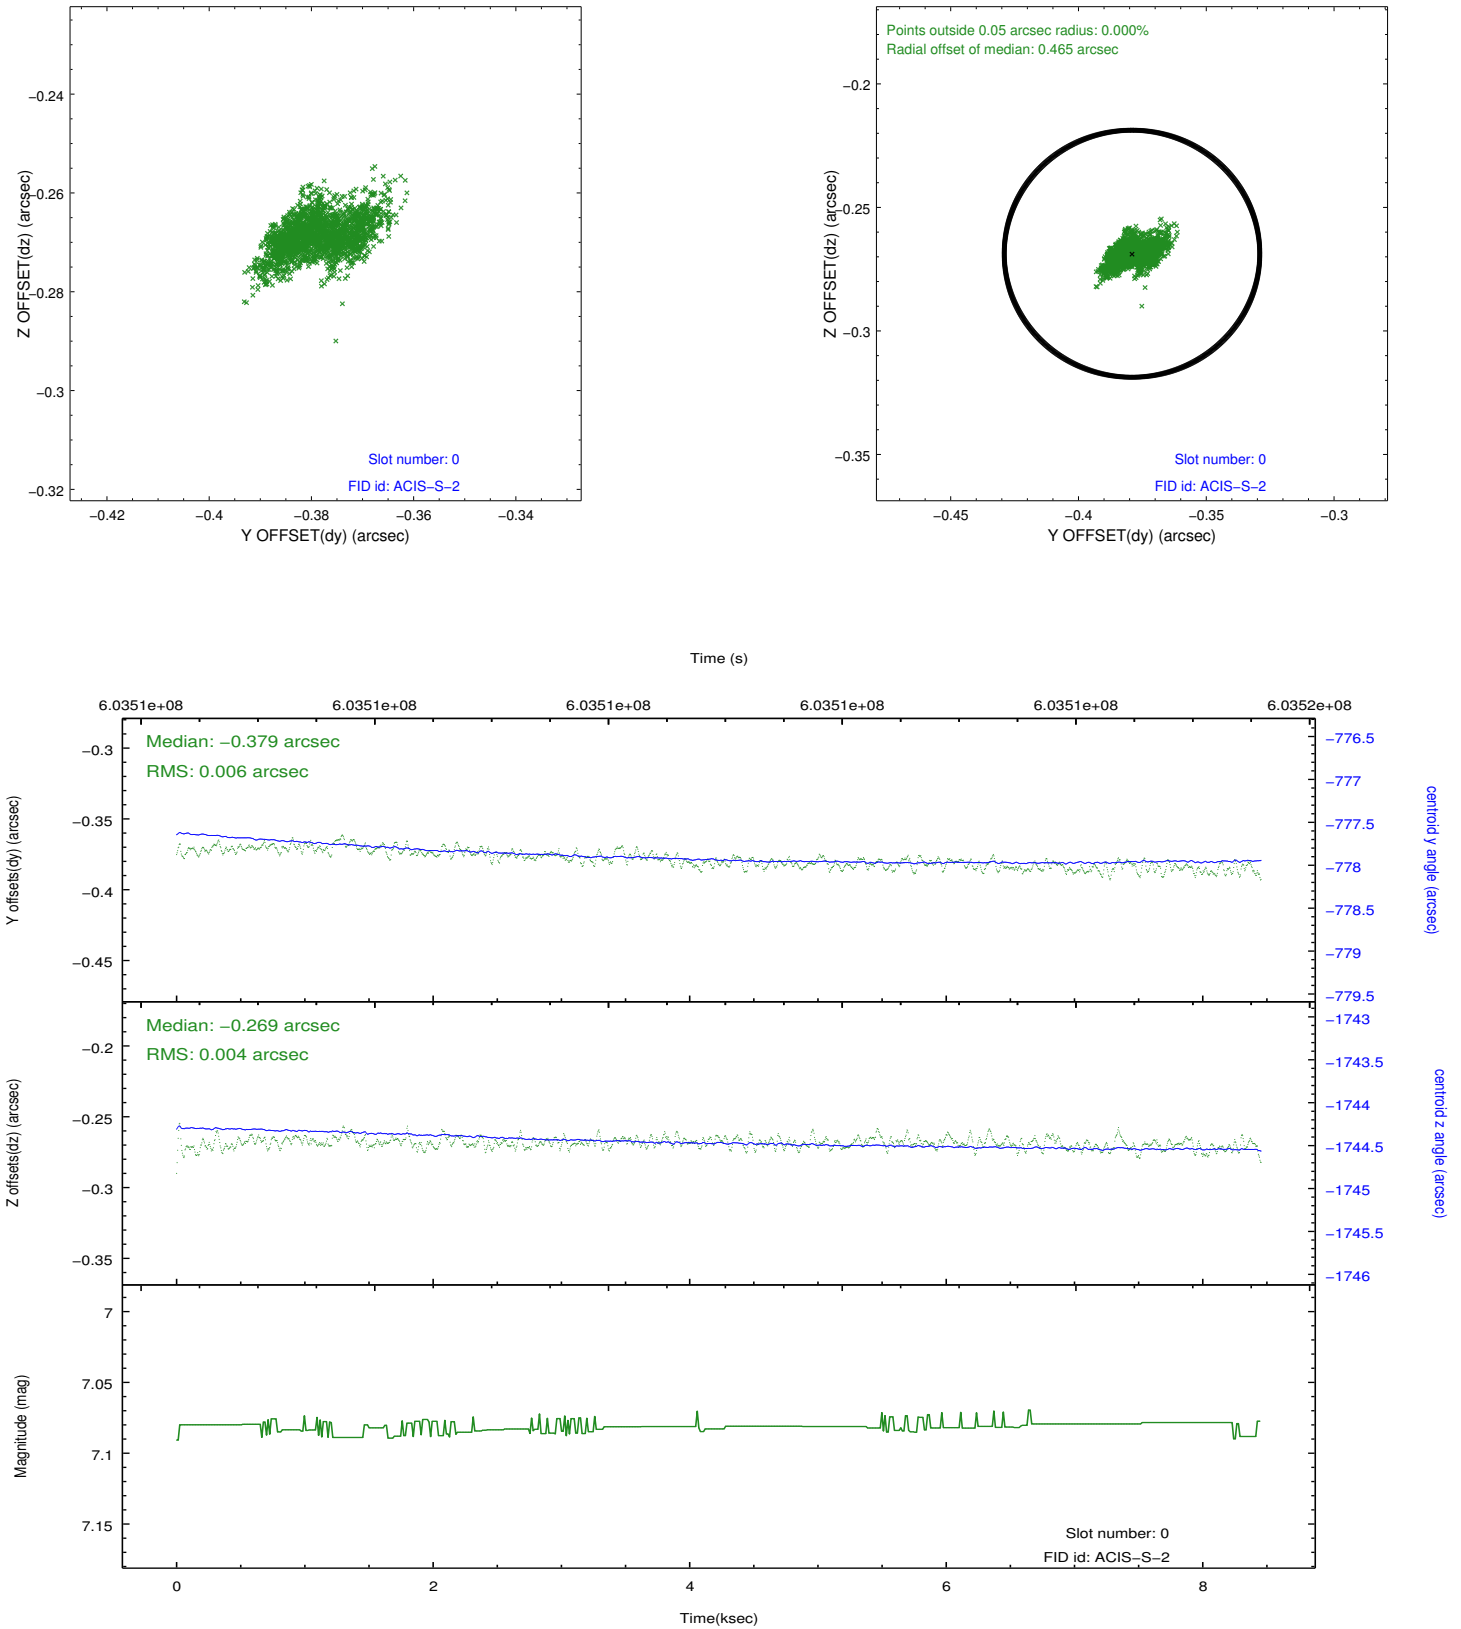 −0.24
−0.26
−0.28
−0.3
−0.32
Z OFFSET(dz) (arcsec)
Slot number: 0
FID id: ACIS−S−2
−0.42 −0.4 −0.38 −0.36 −0.34
Y OFFSET(dy) (arcsec)
Points outside 0.05 arcsec radius: 0.000%
Radial offset of median: 0.465 arcsec
−0.2
−0.25
−0.3
−0.35
Z OFFSET(dz) (arcsec)
Slot number: 0
FID id: ACIS−S−2
−0.45 −0.4 −0.35 −0.3
Y OFFSET(dy) (arcsec)
Time (s)
6.0351e+08 6.0351e+08 6.0351e+08 6.0351e+08 6.0351e+08 6.0352e+08
Median: −0.379 arcsec
RMS: 0.006 arcsec
−0.3
−0.35
−0.4
−0.45
Y offsets(dy) (arcsec)
−776.5
−777
−777.5
−778
−778.5
−779
−779.5
centroid y angle (arcsec)
Median: −0.269 arcsec
RMS: 0.004 arcsec
−0.2
−0.25
−0.3
−0.35
Z offsets(dz) (arcsec)
−1743
−1743.5
−1744
−1744.5
−1745
−1745.5
−1746
centroid z angle (arcsec)
7
7.05
7.1
7.15
Magnitude (mag)
Slot number: 0
FID id: ACIS−S−2
0 2 4 6 8
Time(ksec)